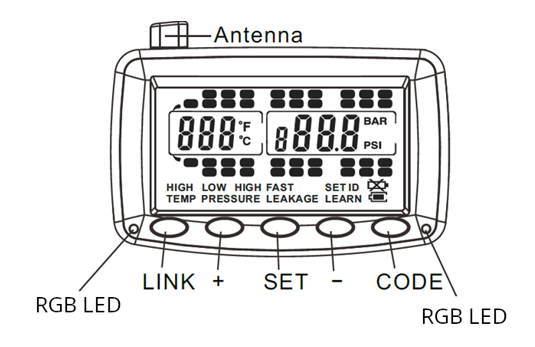 Antenna
888 °F °C
888.8 BAR PSI
HIGH TEMP
LOW PRESSURE HIGH
FAST LEAKAGE
SET ID LEARN
LINK + SET - CODE
RGB LED
RGB LED